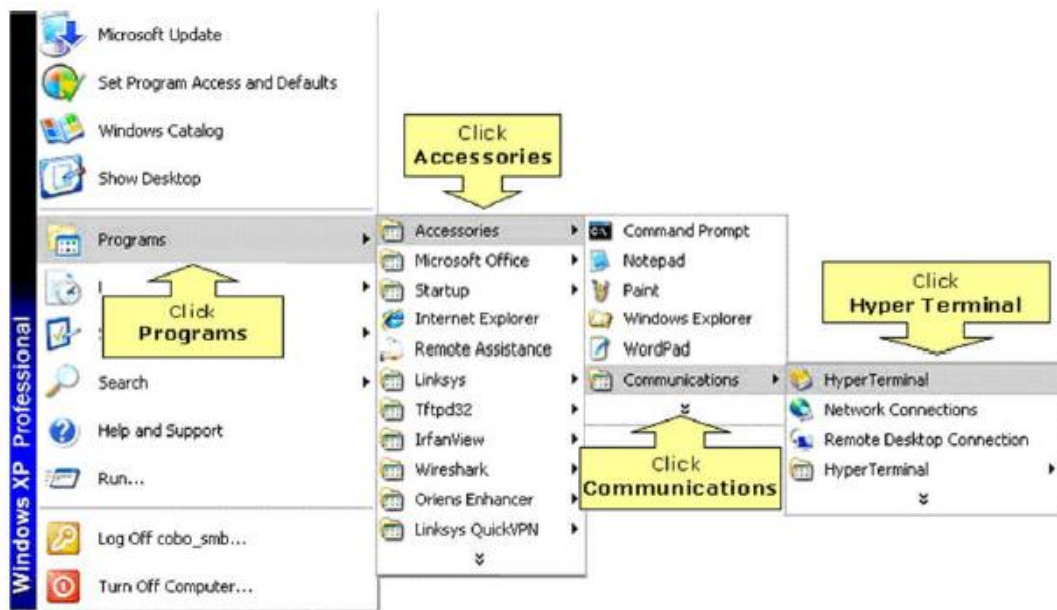 Microsoft Update
Set Program Access and Defaults
Windows Catalog
Show Desktop
Programs
Search
Help and Support
Run...
Log Off cobo_smb...
Turn Off Computer...
Windows XP Professional
Click
Programs
Click
Accessories
Accessories
Microsoft Office
Startup
Internet Explorer
Remote Assistance
Linksys
Tftpd32
IrfanView
Wireshark
Oriens Enhancer
Linksys QuickVPN
Command Prompt
Notepad
Paint
Windows Explorer
WordPad
Communications
Click
Communications
Click
Hyper Terminal
HyperTerminal
Network Connections
Remote Desktop Connection
HyperTerminal